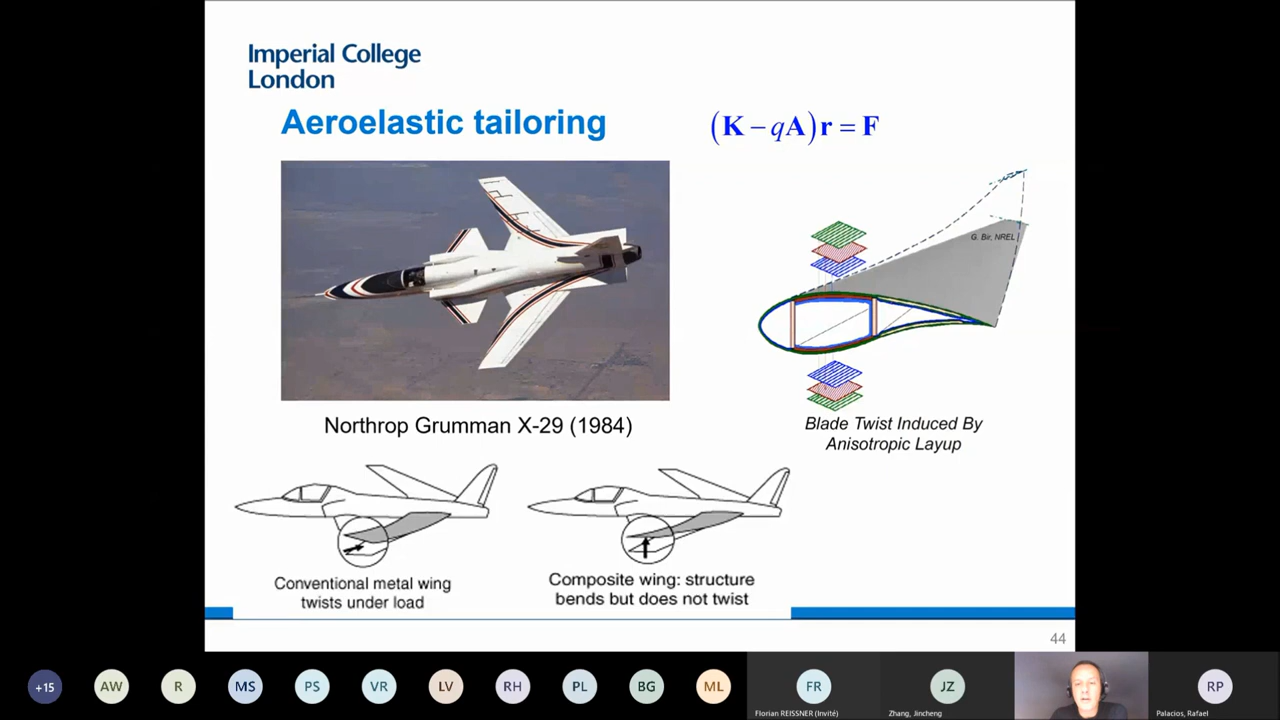 Imperial College
London
Aeroelastic tailoring
(K − qA)r = F
G. Bir, NREL
Northrop Grumman X-29 (1984)
Blade Twist Induced By
Anisotropic Layup
Conventional metal wing
twists under load
Composite wing: structure
bends but does not twist
44
+15
AW
R
MS
PS
VR
LV
RH
PL
BG
ML
FR
JZ
RP
Florian REISSNER (Invité)
Zhang, Jincheng
Palacios, Rafael